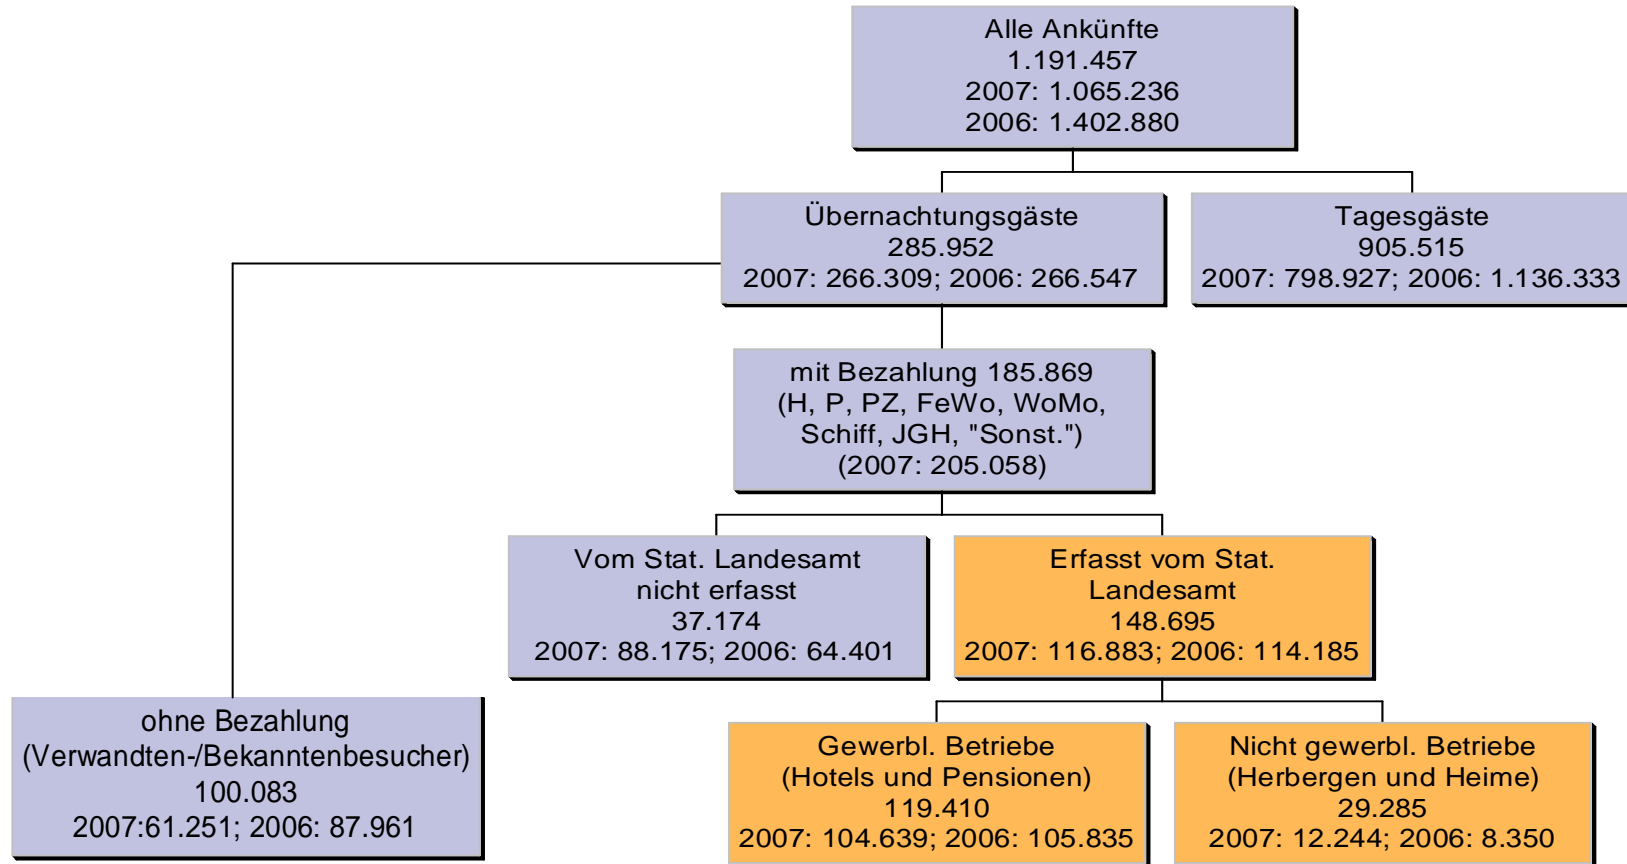 Alle Ankünfte
1.191.457
2007: 1.065.236
2006: 1.402.880
Übernachtungsgäste
285.952
2007: 266.309; 2006: 266.547
Tagesgäste
905.515
2007: 798.927; 2006: 1.136.333
mit Bezahlung 185.869
(H, P, PZ, FeWo, WoMo,
Schiff, JGH, "Sonst.")
(2007: 205.058)
Vom Stat. Landesamt
nicht erfasst
37.174
2007: 88.175; 2006: 64.401
Erfasst vom Stat.
Landesamt
148.695
2007: 116.883; 2006: 114.185
ohne Bezahlung
(Verwandten-/Bekanntenbesucher)
100.083
2007:61.251; 2006: 87.961
Gewerbl. Betriebe
(Hotels und Pensionen)
119.410
2007: 104.639; 2006: 105.835
Nicht gewerbl. Betriebe
(Herbergen und Heime)
29.285
2007: 12.244; 2006: 8.350